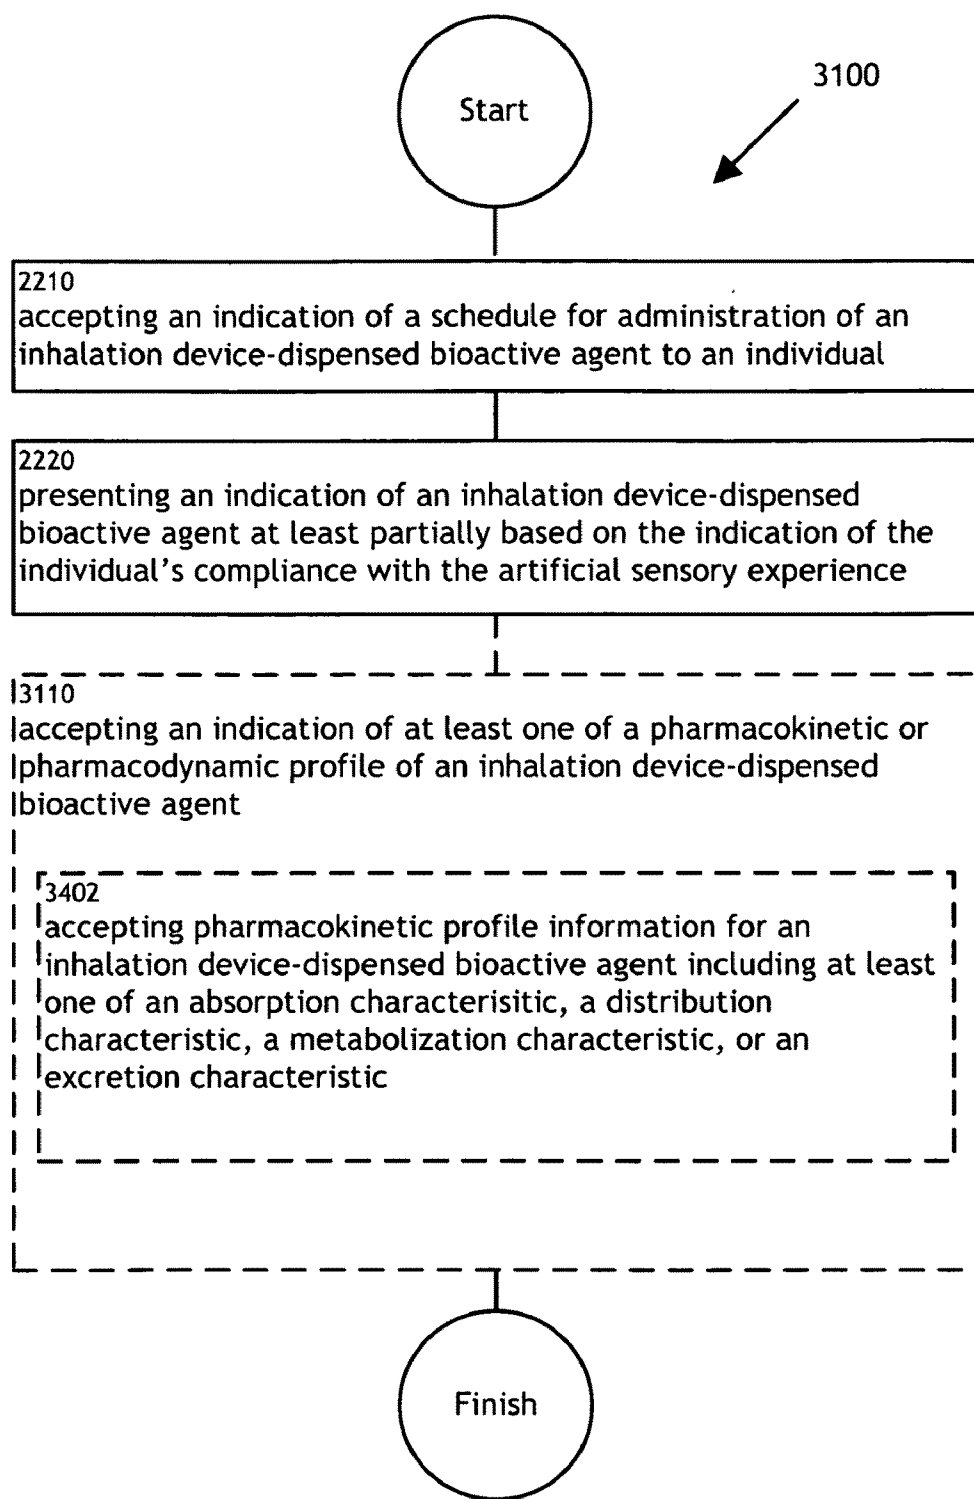 Start
3100
2210
accepting an indication of a schedule for administration of an
inhalation device-dispensed bioactive agent to an individual
2220
presenting an indication of an inhalation device-dispensed
bioactive agent at least partially based on the indication of the
individual's compliance with the artificial sensory experience
3110
accepting an indication of at least one of a pharmacokinetic or
pharmacodynamic profile of an inhalation device-dispensed
bioactive agent
3402
accepting pharmacokinetic profile information for an
inhalation device-dispensed bioactive agent including at least
one of an absorption characterisitic, a distribution
characteristic, a metabolization characteristic, or an
excretion characteristic
Finish